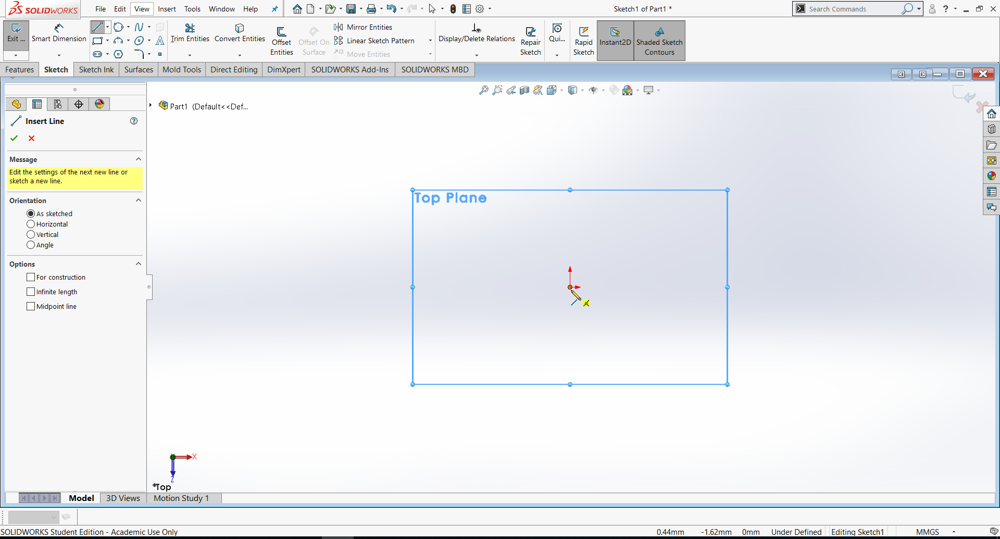 SOLIDWORKS File Edit View Insert Tools Window Help Sketch1 of Part1 * Search Commands ?
Exit ... Smart Dimension Trim Entities Convert Entities Offset Entities Offset On Surface Mirror Entities Linear Sketch Pattern Move Entities Display/Delete Relations Repair Sketch Qui... Rapid Sketch Instant2D Shaded Sketch Contours
Features Sketch Sketch Ink Surfaces Mold Tools Direct Editing DimXpert SOLIDWORKS Add-Ins SOLIDWORKS MBD
Part1 (Default<<Def...
Insert Line
Message
Edit the settings of the next new line or
sketch a new line.
Orientation
As sketched
Horizontal
Vertical
Angle
Options
For construction
Infinite length
Midpoint line
Top Plane
X
Z
*Top
Model 3D Views Motion Study 1
SOLIDWORKS Student Edition - Academic Use Only 0.44mm -1.62mm 0mm Under Defined Editing Sketch1 MMGS